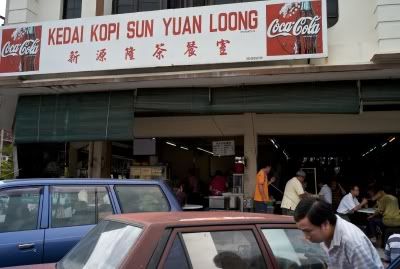 KEDAI KOPI SUN YUAN LOONG
Coca-Cola
新源隆茶餐室
Coca-Cola